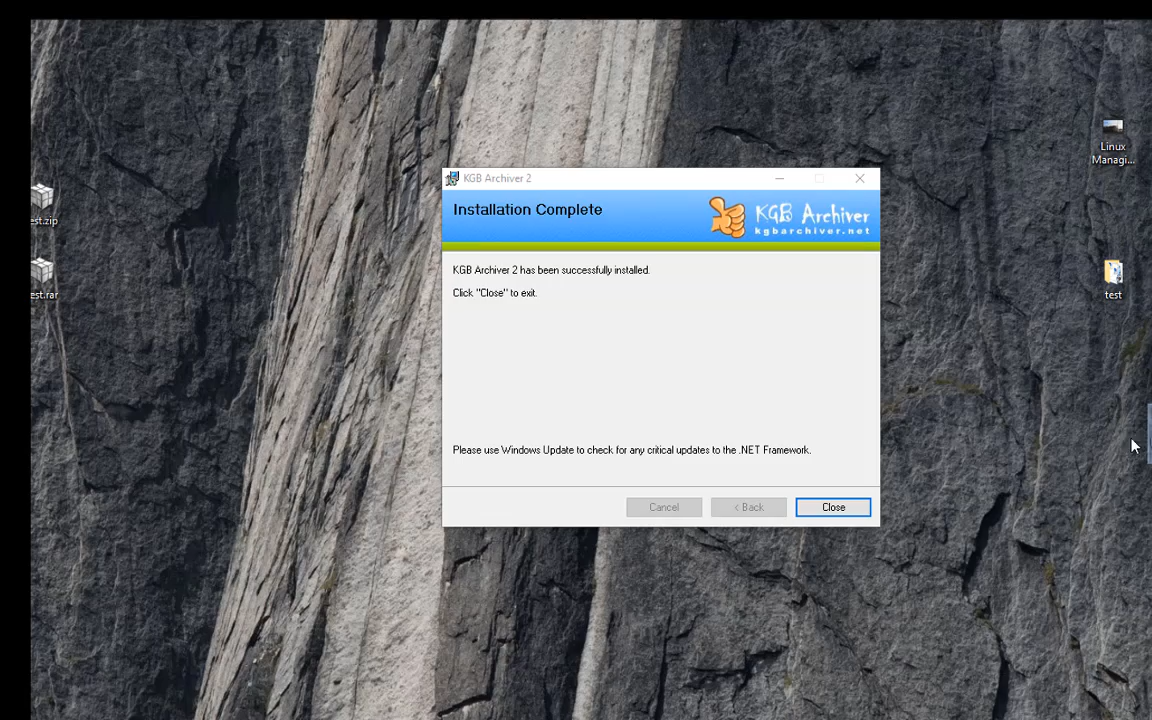 KGB Archiver 2
Installation Complete
KGB Archiver
kgbarchiver.net
KGB Archiver 2 has been successfully installed.
Click "Close" to exit.
Please use Windows Update to check for any critical updates to the .NET Framework.
Cancel
< Back
Close
est.zip
est.rar
Linux
Managi...
test